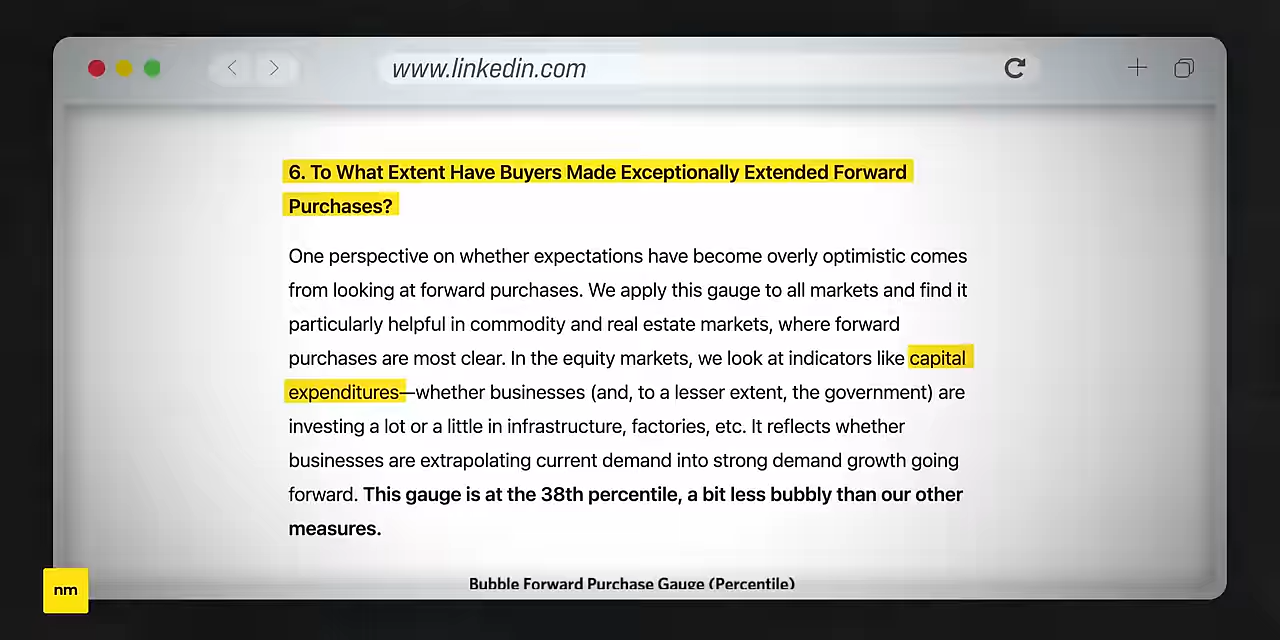 www.linkedin.com
6. To What Extent Have Buyers Made Exceptionally Extended Forward
Purchases?
One perspective on whether expectations have become overly optimistic comes
from looking at forward purchases. We apply this gauge to all markets and find it
particularly helpful in commodity and real estate markets, where forward
purchases are most clear. In the equity markets, we look at indicators like capital
expenditures—whether businesses (and, to a lesser extent, the government) are
investing a lot or a little in infrastructure, factories, etc. It reflects whether
businesses are extrapolating current demand into strong demand growth going
forward. This gauge is at the 38th percentile, a bit less bubbly than our other
measures.
Bubble Forward Purchase Gauge (Percentile)
nm